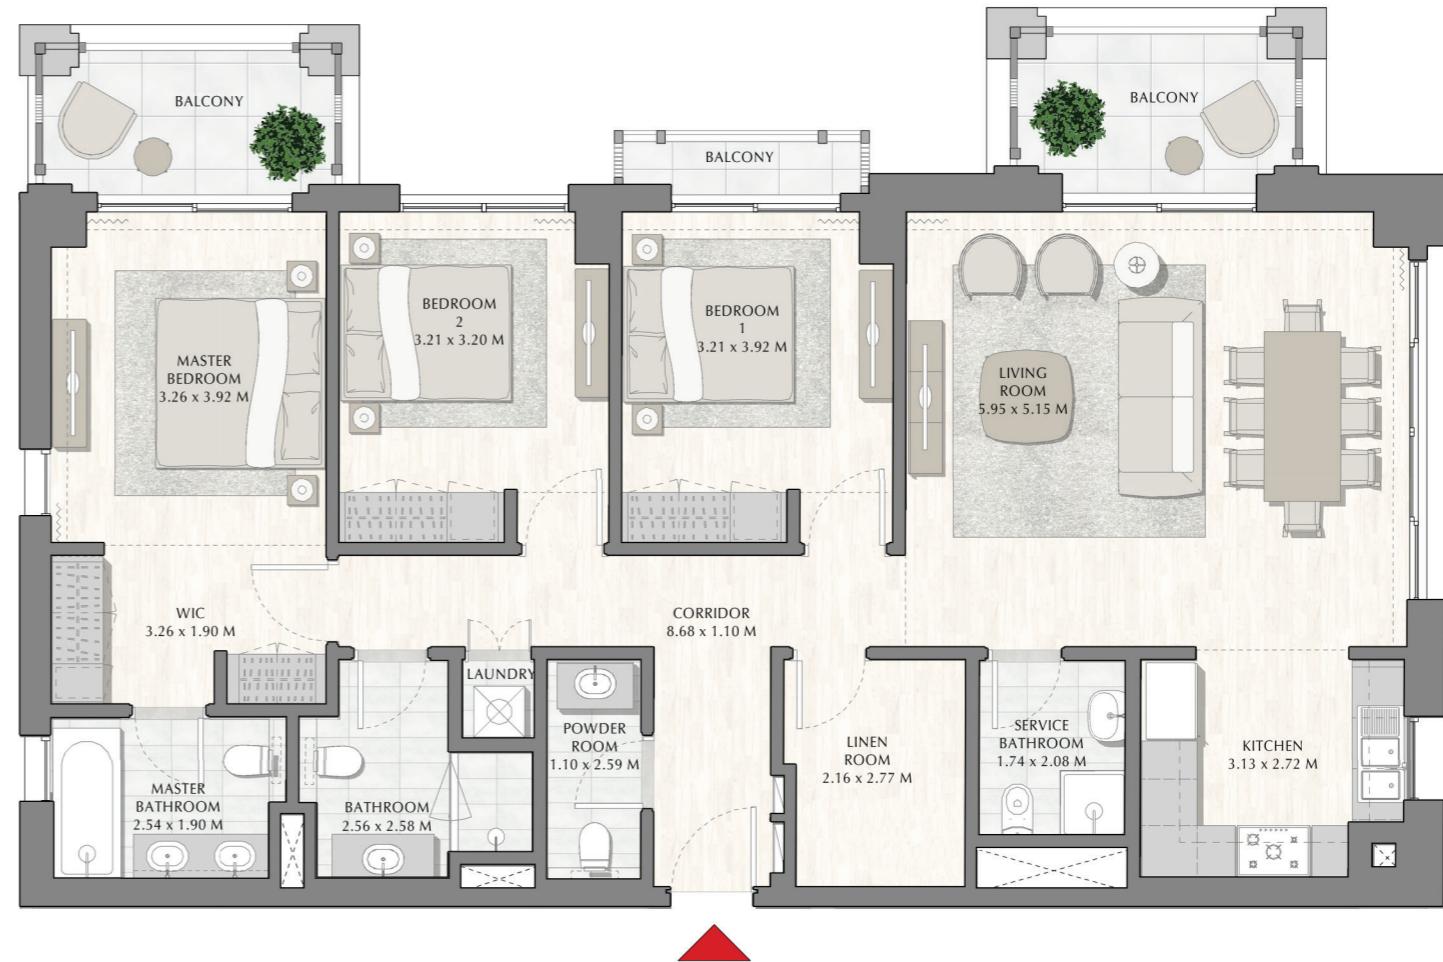 BALCONY
BALCONY
BALCONY
MASTER
BEDROOM
3.26 x 3.92 M
BEDROOM
2
3.21 x 3.20 M
BEDROOM
1
3.21 x 3.92 M
LIVING
ROOM
5.95 x 5.15 M
WIC
3.26 x 1.90 M
CORRIDOR
8.68 x 1.10 M
LAUNDRY
MASTER
BATHROOM
2.54 x 1.90 M
BATHROOM
2.56 x 2.58 M
POWDER
ROOM
1.10 x 2.59 M
LINEN
ROOM
2.16 x 2.77 M
SERVICE
BATHROOM
1.74 x 2.08 M
KITCHEN
3.13 x 2.72 M